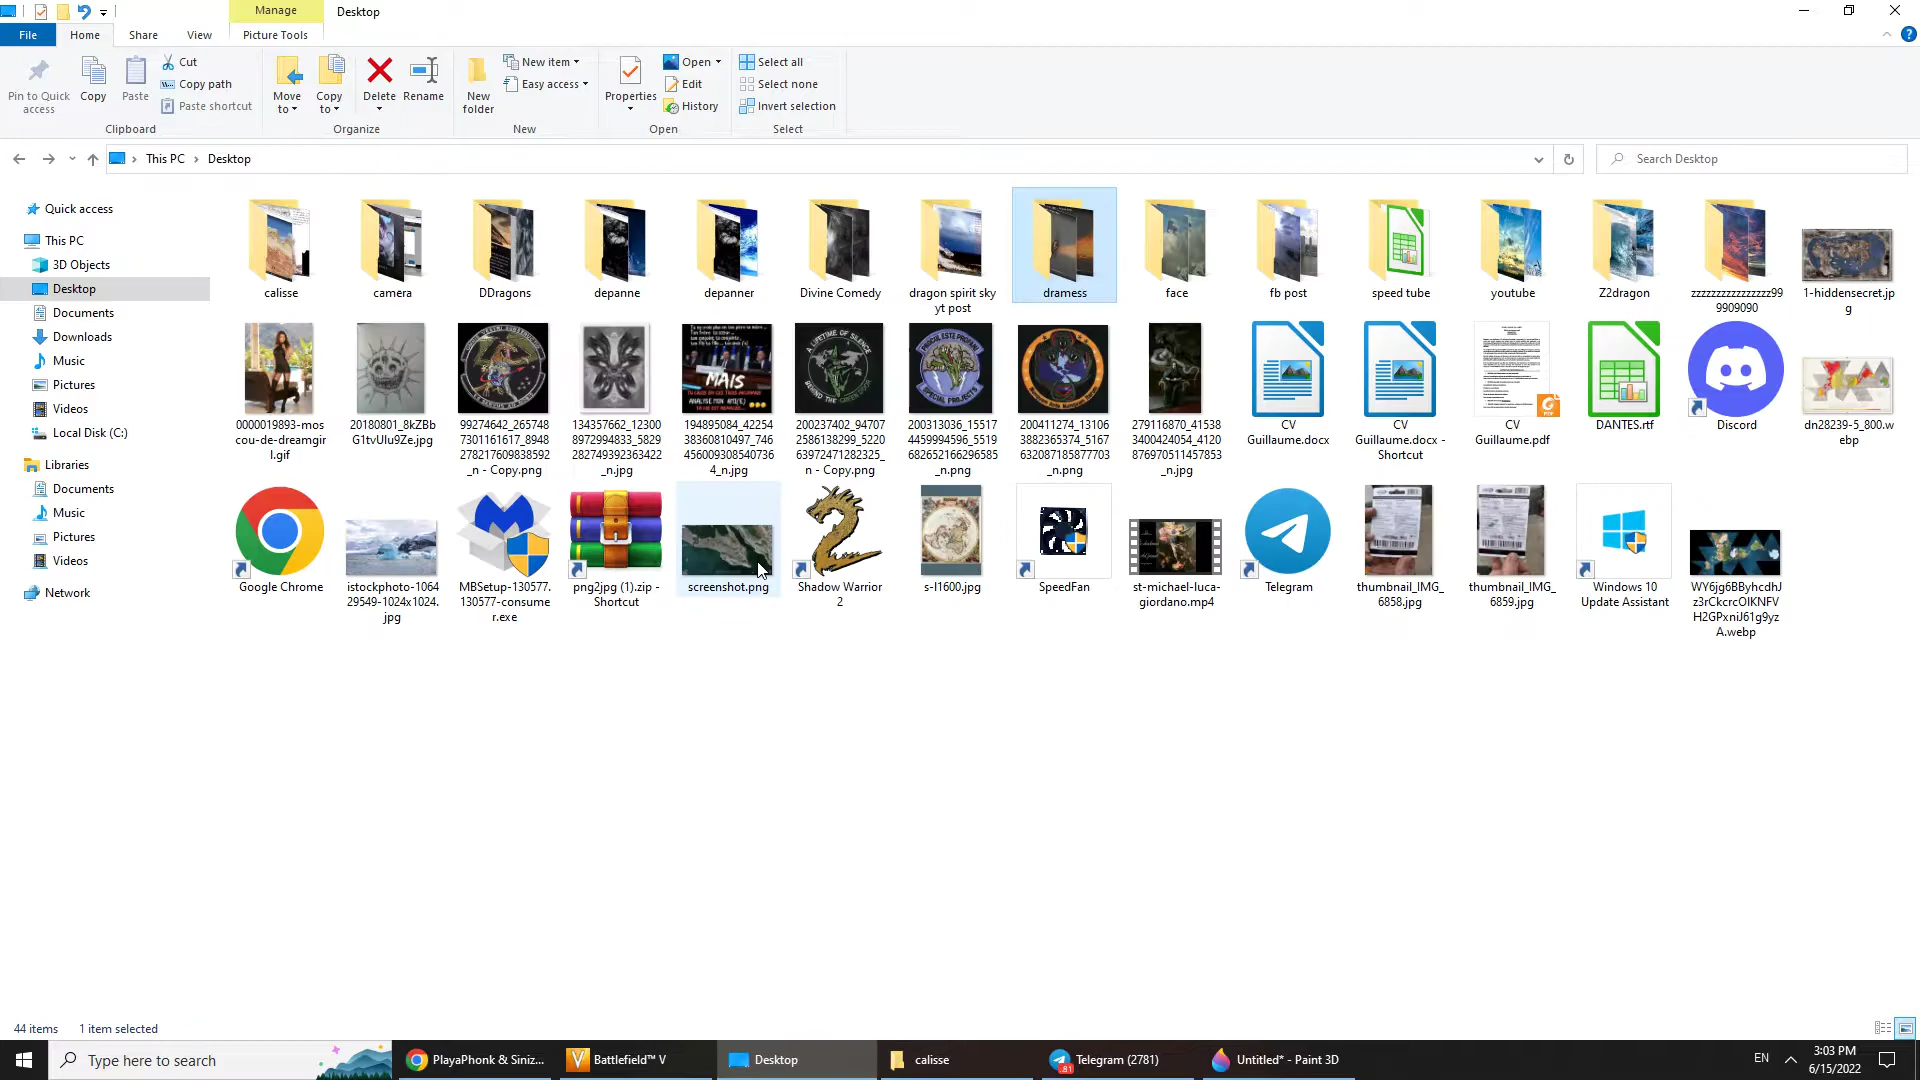 Manage
Desktop
File
Home
Share
View
Picture Tools
Pin to Quick
access
Copy
Paste
Cut
Copy path
Paste shortcut
Clipboard
Move
to
Copy
to
Delete
Rename
Organize
New
folder
New item
Easy access
New
Properties
Open
Edit
History
Open
Select all
Select none
Invert selection
Select
This PC
Desktop
Search Desktop
Quick access
This PC
3D Objects
Desktop
Documents
Downloads
Music
Pictures
Videos
Local Disk (C:)
Libraries
Documents
Music
Pictures
Videos
Network
calisse
camera
DDragons
depanne
depanner
Divine Comedy
dragon spirit sky
yt post
dramess
face
fb post
speed tube
youtube
Z2dragon
zzzzzzzzzzzzzzzz99
9909090
1-hiddensecret.jp
g
0000019893-mos
cou-de-dreamgir
l.gif
20180801_8kZBb
G1tvUIu9Ze.jpg
99274642_265748
7301161617_8948
278217609838592
_n - Copy.png
134357662_12300
8972994833_5829
282749392363422
_n.jpg
MAIS
194895084_42254
38360810497_746
456009308540736
4_n.jpg
200237402_94707
2586138299_5220
63972471282325_
n - Copy.png
200313036_15517
4459994596_5519
682652166296585
_n.png
200411274_13106
3882365374_5167
632087185877703
_n.png
279116870_41538
3400424054_4120
876970511457853
_n.jpg
CV
Guillaume.docx
CV
Guillaume.docx -
Shortcut
PDF
CV
Guillaume.pdf
DANTES.rtf
Discord
dn28239-5_800.w
ebp
Google Chrome
istockphoto-1064
29549-1024x1024.
jpg
MBSetup-130577.
130577-consume
r.exe
png2jpg (1).zip -
Shortcut
screenshot.png
Shadow Warrior
2
s-l1600.jpg
SpeedFan
st-michael-luca-
giordano.mp4
Telegram
thumbnail_IMG_
6858.jpg
thumbnail_IMG_
6859.jpg
Windows 10
Update Assistant
WY6jg6BByhcdhJ
z3rCkcrcOIKNFV
H2GPxniJ61g9yz
A.webp
44 items
1 item selected
Type here to search
PlayaPhonk & Siniz...
Battlefield™ V
Desktop
calisse
Telegram (2781)
Untitled* - Paint 3D
EN
3:03 PM
6/15/2022